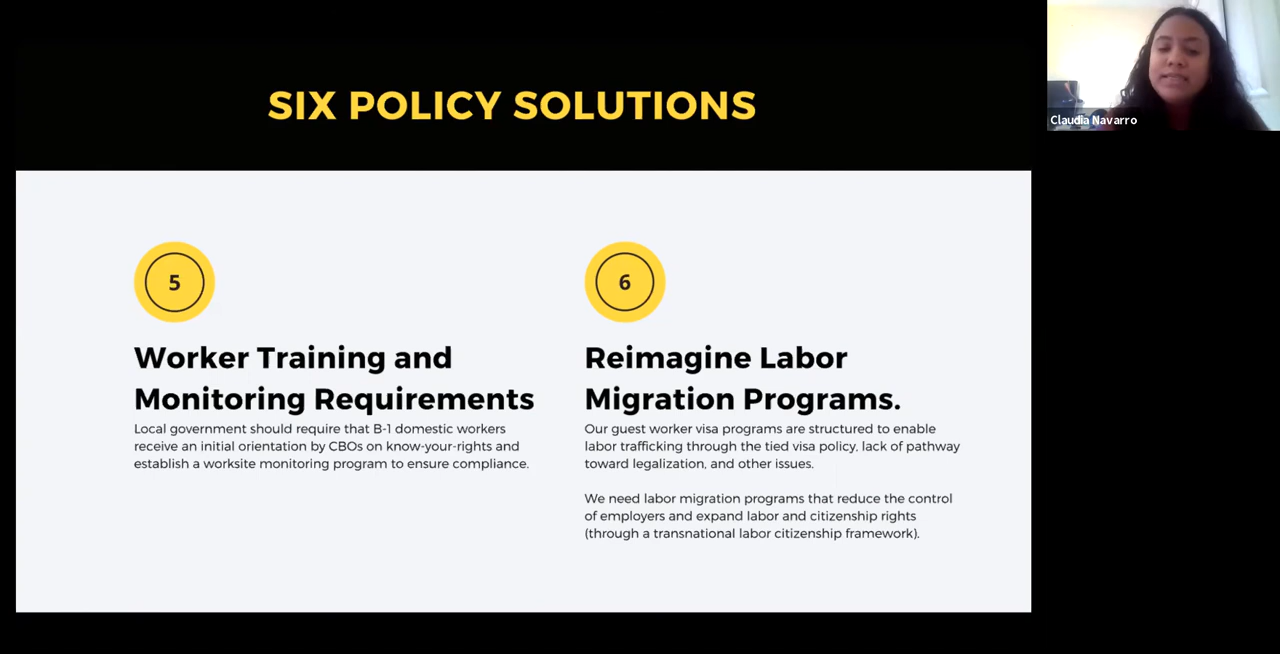 SIX POLICY SOLUTIONS
Claudia Navarro
5
Worker Training and
Monitoring Requirements
Local government should require that B-1 domestic workers
receive an initial orientation by CBOs on know-your-rights and
establish a worksite monitoring program to ensure compliance.
6
Reimagine Labor
Migration Programs.
Our guest worker visa programs are structured to enable
labor trafficking through the tied visa policy, lack of pathway
toward legalization, and other issues.
We need labor migration programs that reduce the control
of employers and expand labor and citizenship rights
(through a transnational labor citizenship framework).